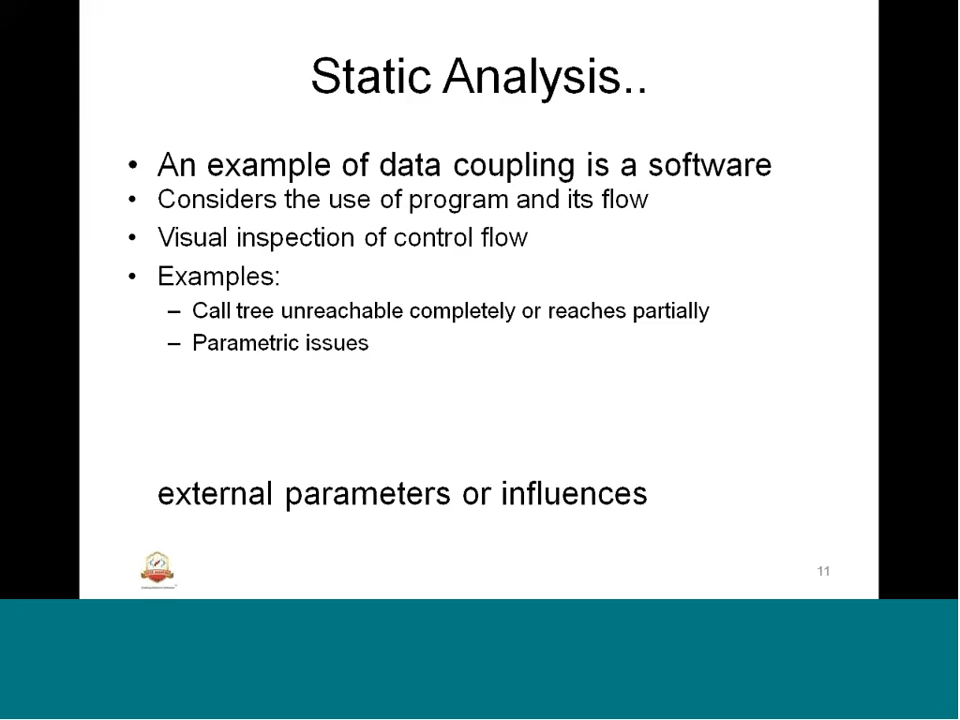 Static Analysis..
• An example of data coupling is a software
• Considers the use of program and its flow
• Visual inspection of control flow
• Examples:
– Call tree unreachable completely or reaches partially
– Parametric issues
external parameters or influences
11